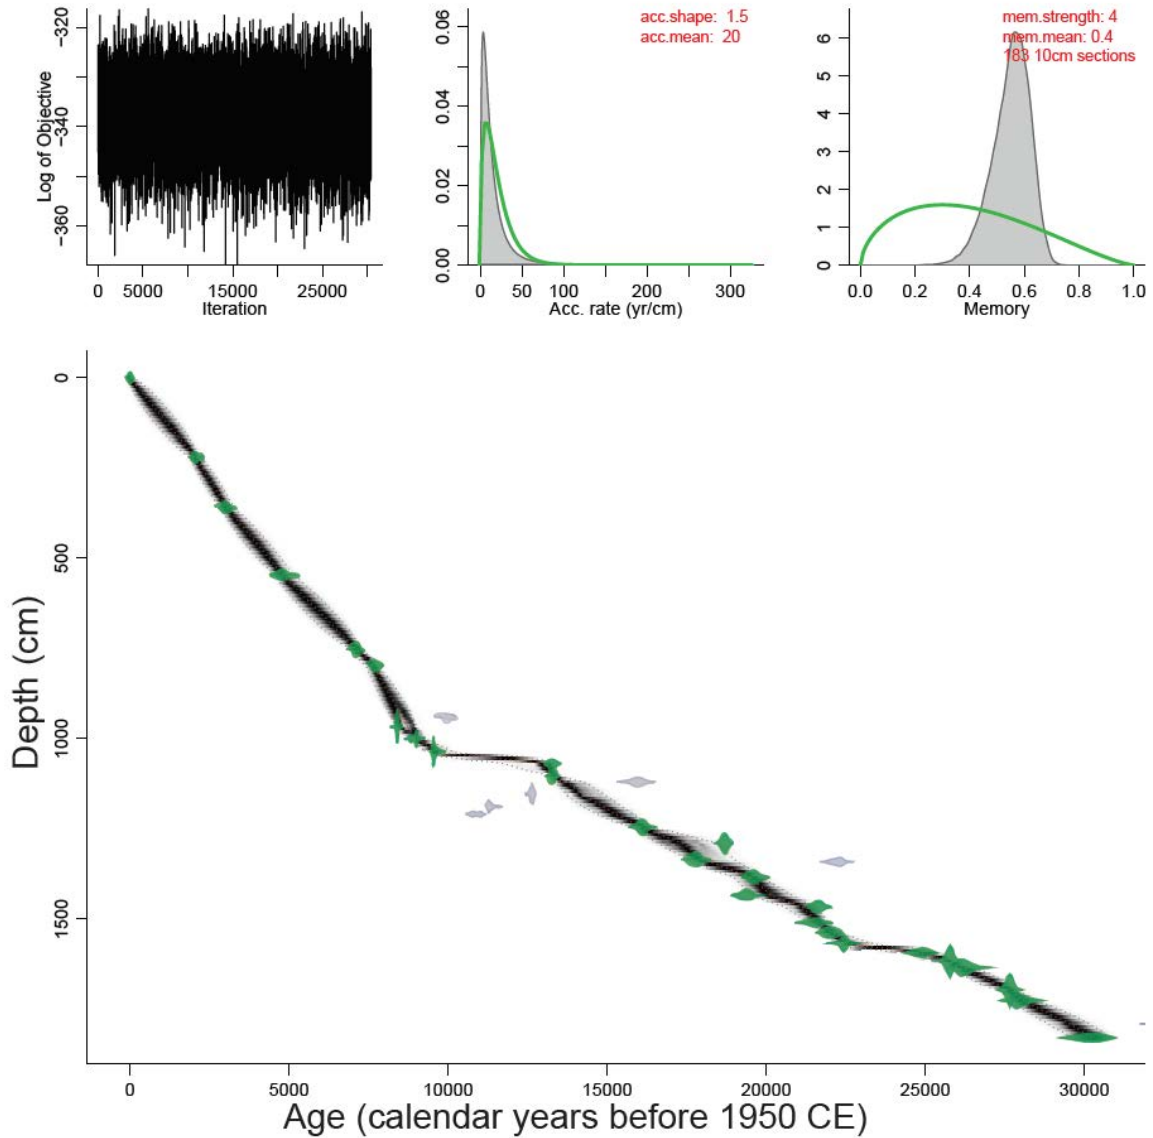 Log of Objective
-320
-340
-360
0 5000 15000 25000
Iteration
0.06
0.04
0.02
0.00
0 50 100 200 300
Acc. rate (yr/cm)
acc.shape: 1.5
acc.mean: 20
6
5
4
3
2
1
0
0.0 0.2 0.4 0.6 0.8 1.0
Memory
mem.strength: 4
mem.mean: 0.4
183 10cm sections
Depth (cm)
0
500
1000
1500
0 5000 10000 15000 20000 25000 30000
Age (calendar years before 1950 CE)